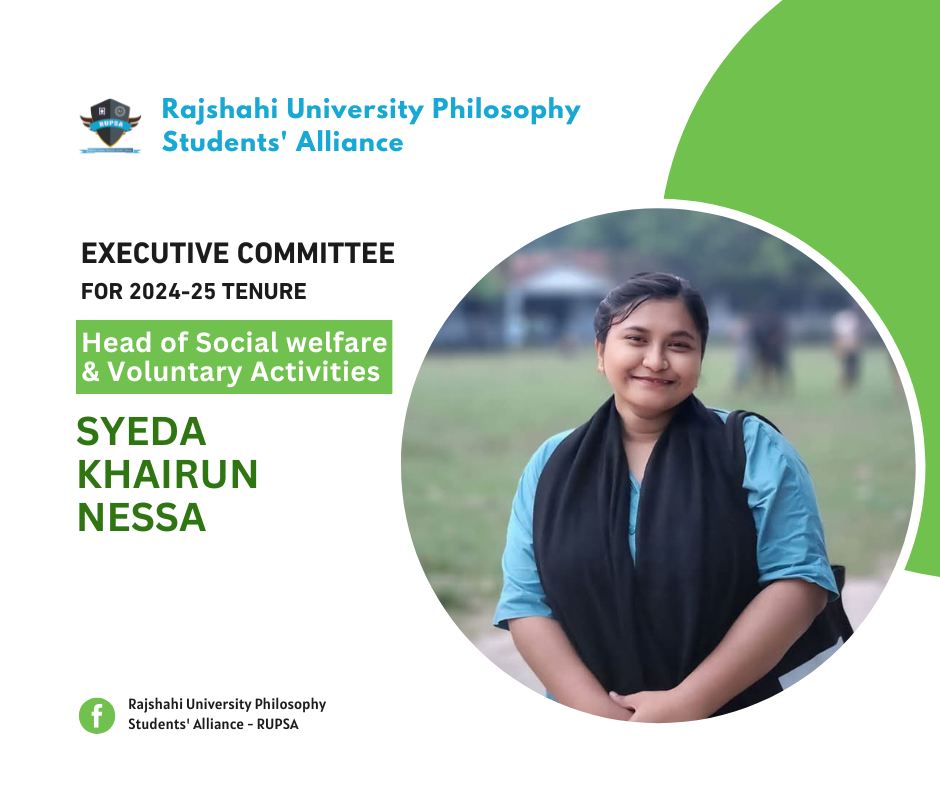 RUPSA
Rajshahi University Philosophy
Students' Alliance
EXECUTIVE COMMITTEE
FOR 2024-25 TENURE
Head of Social welfare
& Voluntary Activities
SYEDA
KHAIRUN
NESSA
Rajshahi University Philosophy
Students' Alliance - RUPSA